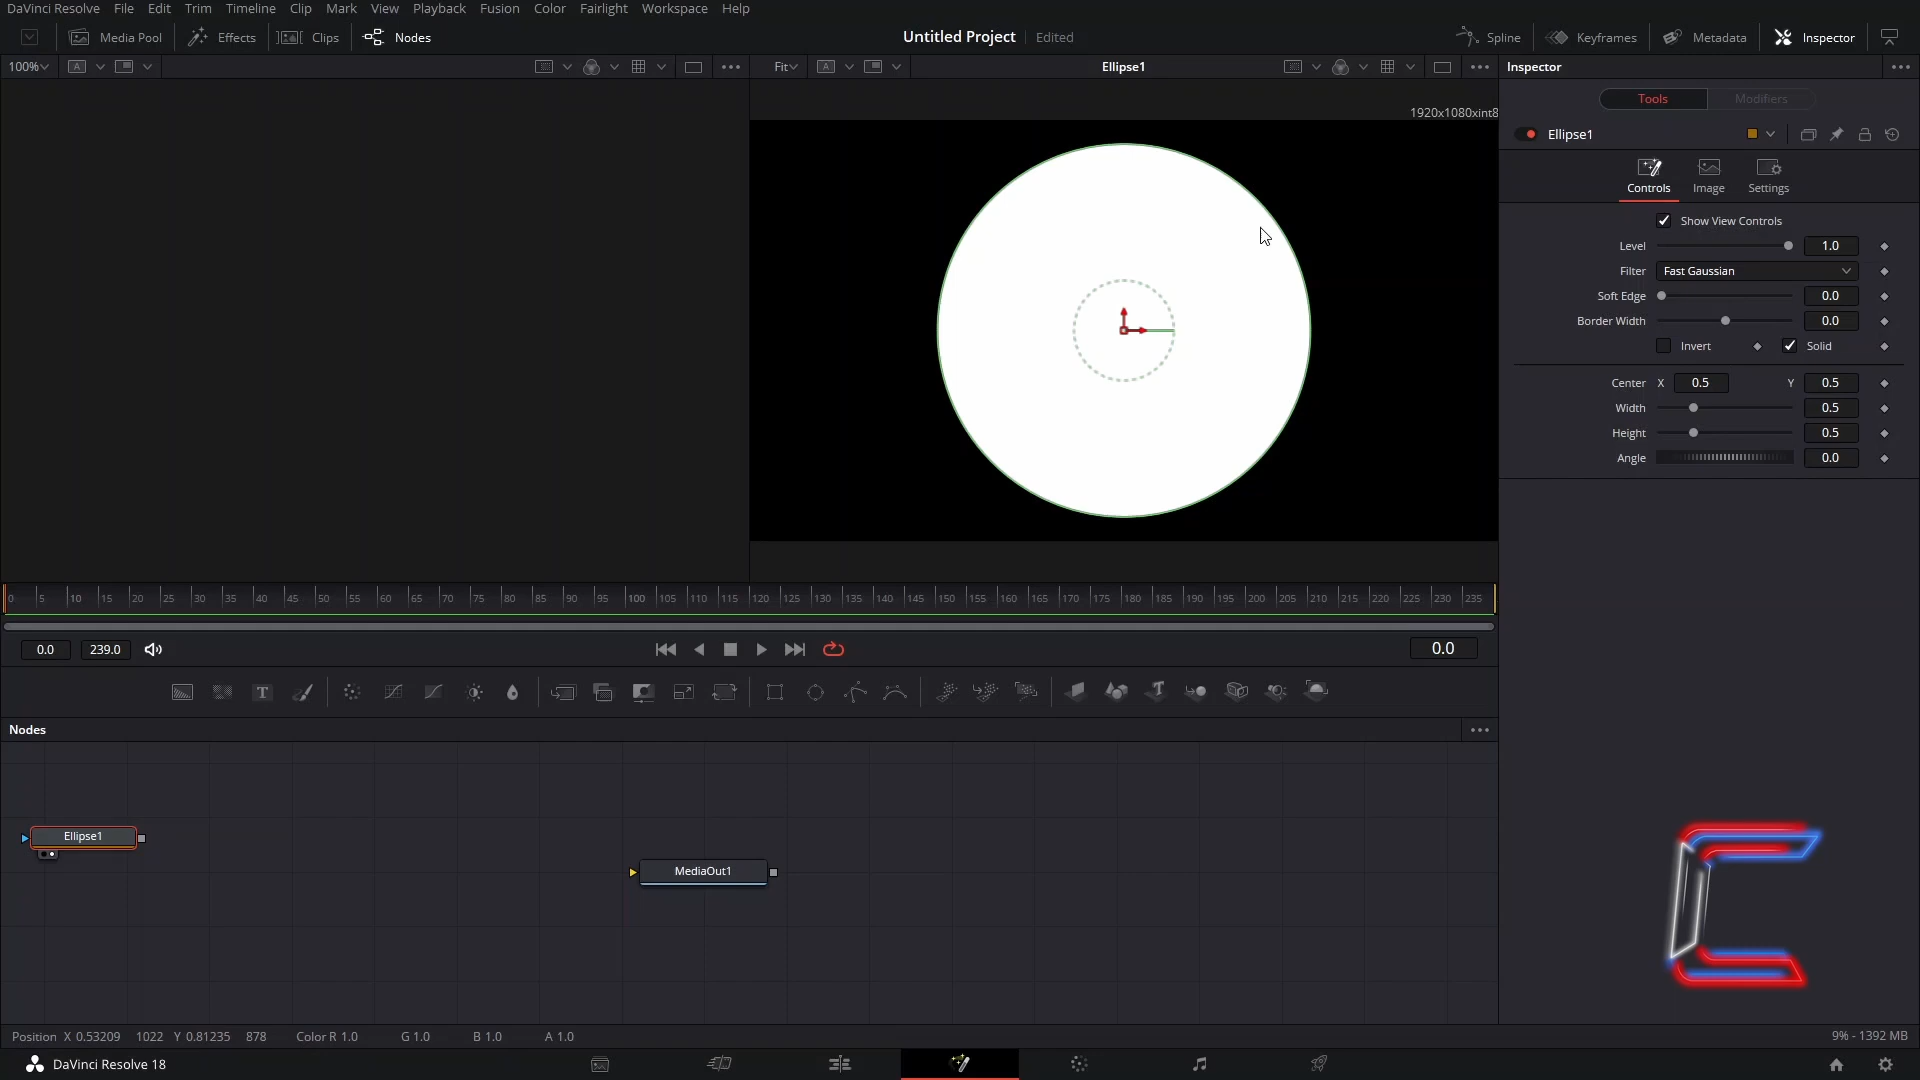 DaVinci Resolve File Edit Trim Timeline Clip Mark View Playback Fusion Color Fairlight Workspace Help
Media Pool Effects Clips Nodes Untitled Project Edited Spline Keyframes Metadata Inspector
100% A Fit A Ellipse1 Inspector
1920x1080xint8
Tools Modifiers
Ellipse1
Controls Image Settings
Show View Controls
Level 1.0
Filter Fast Gaussian
Soft Edge 0.0
Border Width 0.0
Invert Solid
Center X 0.5 Y 0.5
Width 0.5
Height 0.5
Angle 0.0
0 5 10 15 20 25 30 35 40 45 50 55 60 65 70 75 80 85 90 95 100 105 110 115 120 125 130 135 140 145 150 155 160 165 170 175 180 185 190 195 200 205 210 215 220 225 230 235
0.0 239.0 0.0
T T
Nodes
Ellipse1
MediaOut1
Position X 0.53209 1022 Y 0.81235 878 Color R 1.0 G 1.0 B 1.0 A 1.0 9% - 1392 MB
DaVinci Resolve 18